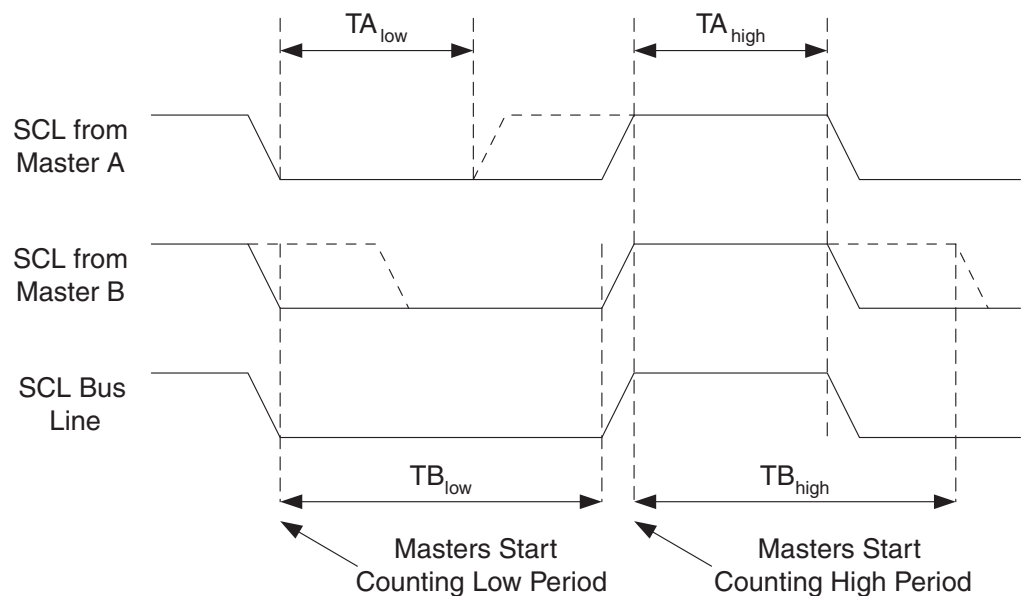 TA low
TA high
SCL from
Master A
SCL from
Master B
SCL Bus
Line
TB low
TB high
Masters Start
Counting Low Period
Masters Start
Counting High Period